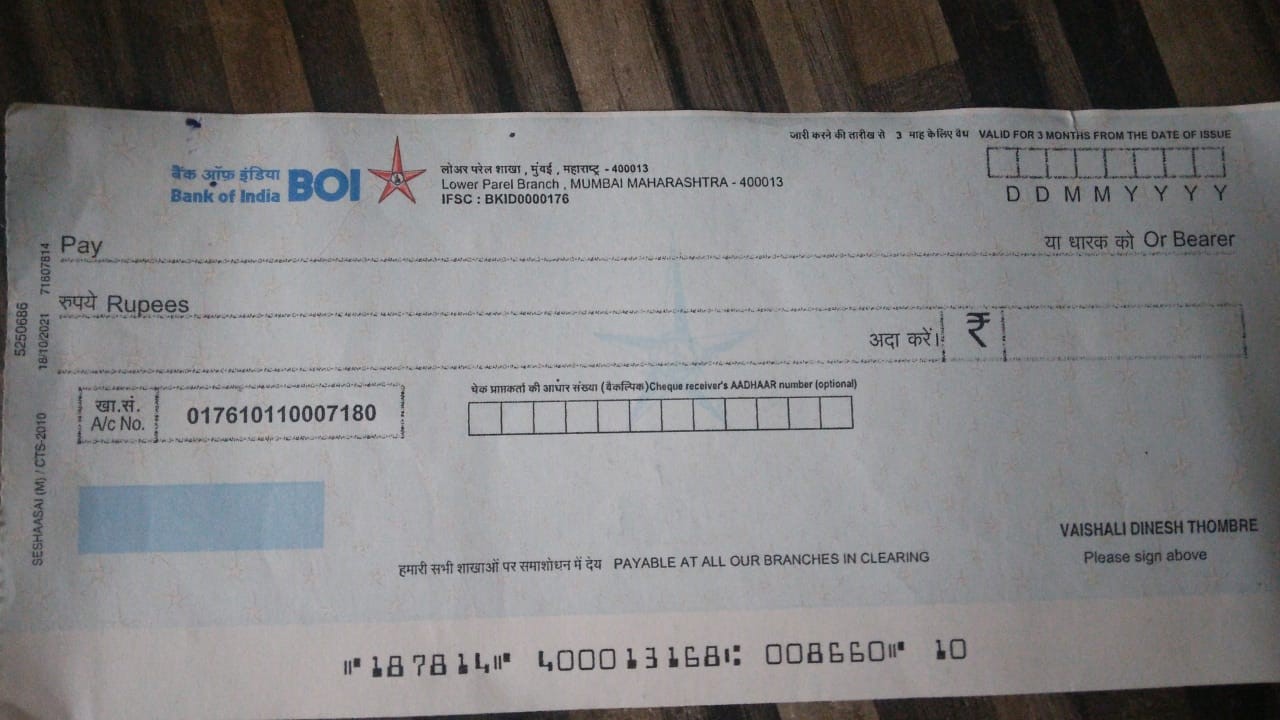 जारी करने की तारीख से 3 माह के लिए वैध VALID FOR 3 MONTHS FROM THE DATE OF ISSUE
बैंक ऑफ़ इंडिया
Bank of India
BOI
लोअर परेल शाखा , मुंबई , महाराष्ट्र - 400013
Lower Parel Branch , MUMBAI MAHARASHTRA - 400013
IFSC : BKID0000176
D D M M Y Y Y Y
Pay
या धारक को Or Bearer
रुपये Rupees
अदा करें।
₹
खा.सं.
A/c No.
017610110007180
चेक प्राप्तकर्ता की आधार संख्या (वैकल्पिक)Cheque receiver's AADHAAR number (optional)
VAISHALI DINESH THOMBRE
Please sign above
हमारी सभी शाखाओं पर समाशोधन में देय PAYABLE AT ALL OUR BRANCHES IN CLEARING
⑈187814⑈ 400013168⑆ 008660⑈ 10
5250686
SESHAASAI (M) / CTS-2010 18/10/2021 71607814